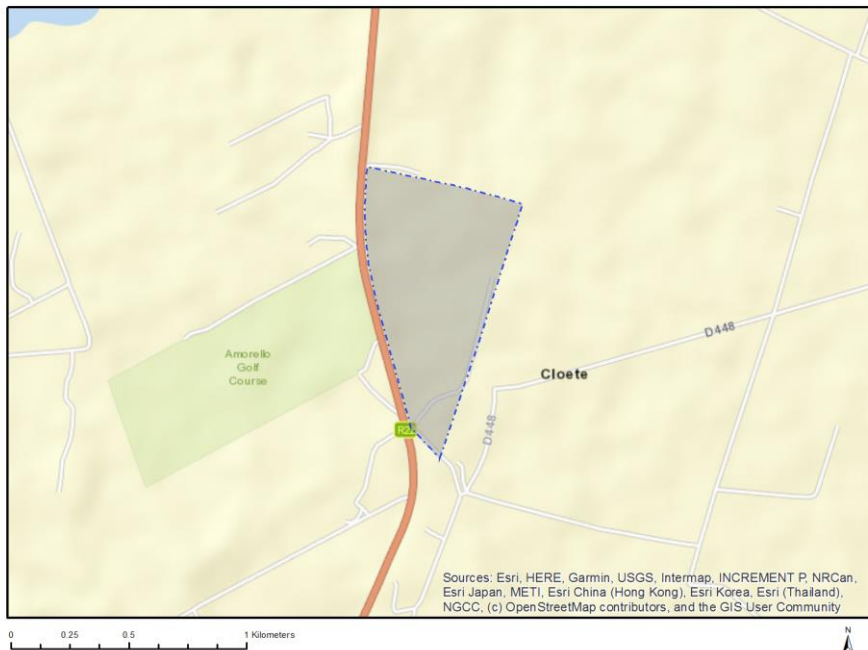 Amorello
Golf
Course
D448
Cloete
D448
Sources: Esri, HERE, Garmin, USGS, Intermap, INCREMENT P, NRCan,
Esri Japan, METI, Esri China (Hong Kong), Esri Korea, Esri (Thailand),
NGCC, (c) OpenStreetMap contributors, and the GIS User Community
0 0.25 0.5 1 Kilometers
N